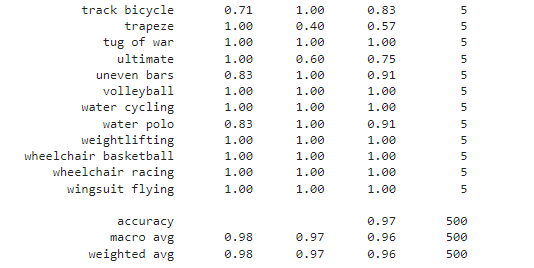 track bicycle 0.71 1.00 0.83 5
trapeze 1.00 0.40 0.57 5
tug of war 1.00 1.00 1.00 5
ultimate 1.00 0.60 0.75 5
uneven bars 0.83 1.00 0.91 5
volleyball 1.00 1.00 1.00 5
water cycling 1.00 1.00 1.00 5
water polo 0.83 1.00 0.91 5
weightlifting 1.00 1.00 1.00 5
wheelchair basketball 1.00 1.00 1.00 5
wheelchair racing 1.00 1.00 1.00 5
wingsuit flying 1.00 1.00 1.00 5
accuracy 0.97 500
macro avg 0.98 0.97 0.96 500
weighted avg 0.98 0.97 0.96 500